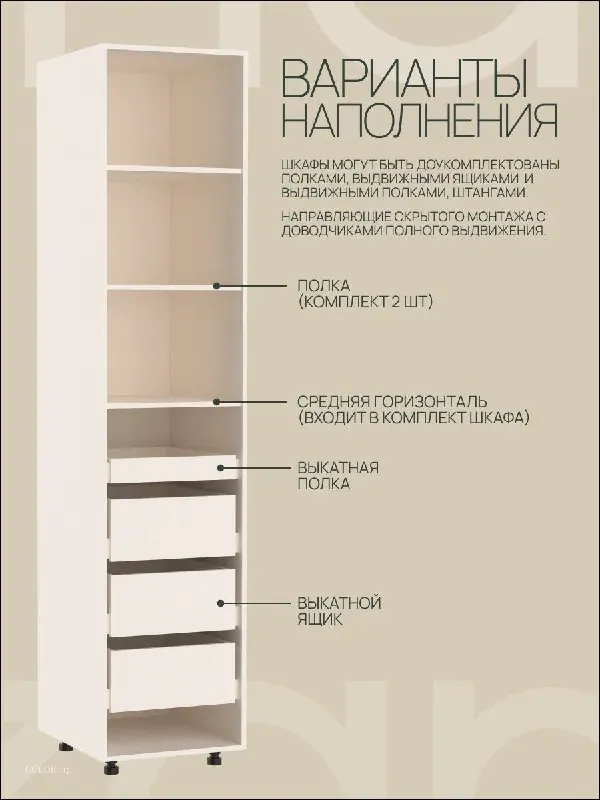 ВАРИАНТЫ
НАПОЛНЕНИЯ
ШКАФЫ МОГУТ БЫТЬ ДОУКОМПЛЕКТОВАНЫ
ПОЛКАМИ, ВЫДВИЖНЫМИ ЯЩИКАМИ И
ВЫДВИЖНЫМИ ПОЛКАМИ, ШТАНГАМИ.
НАПРАВЛЯЮЩИЕ СКРЫТОГО МОНТАЖА С
ДОВОДЧИКАМИ ПОЛНОГО ВЫДВИЖЕНИЯ.
ПОЛКА
(КОМПЛЕКТ 2 ШТ)
СРЕДНЯЯ ГОРИЗОНТАЛЬ
(ВХОДИТ В КОМПЛЕКТ ШКАФА)
ВЫКАТНАЯ
ПОЛКА
ВЫКАТНОЙ
ЯЩИК
COLOR